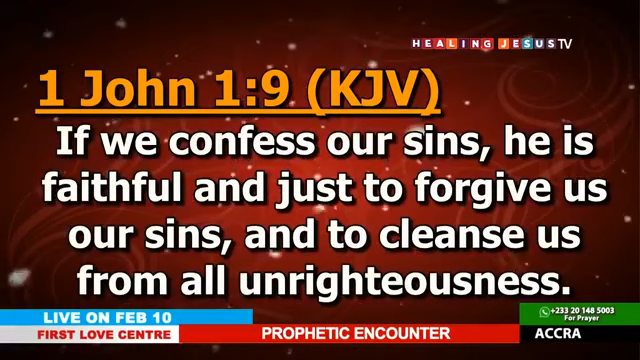 HEALING JESUS TV
1 John 1:9 (KJV)
If we confess our sins, he is
faithful and just to forgive us
our sins, and to cleanse us
from all unrighteousness.
LIVE ON FEB 10
+233 20 148 5003
For Prayer
FIRST LOVE CENTRE
PROPHETIC ENCOUNTER
ACCRA